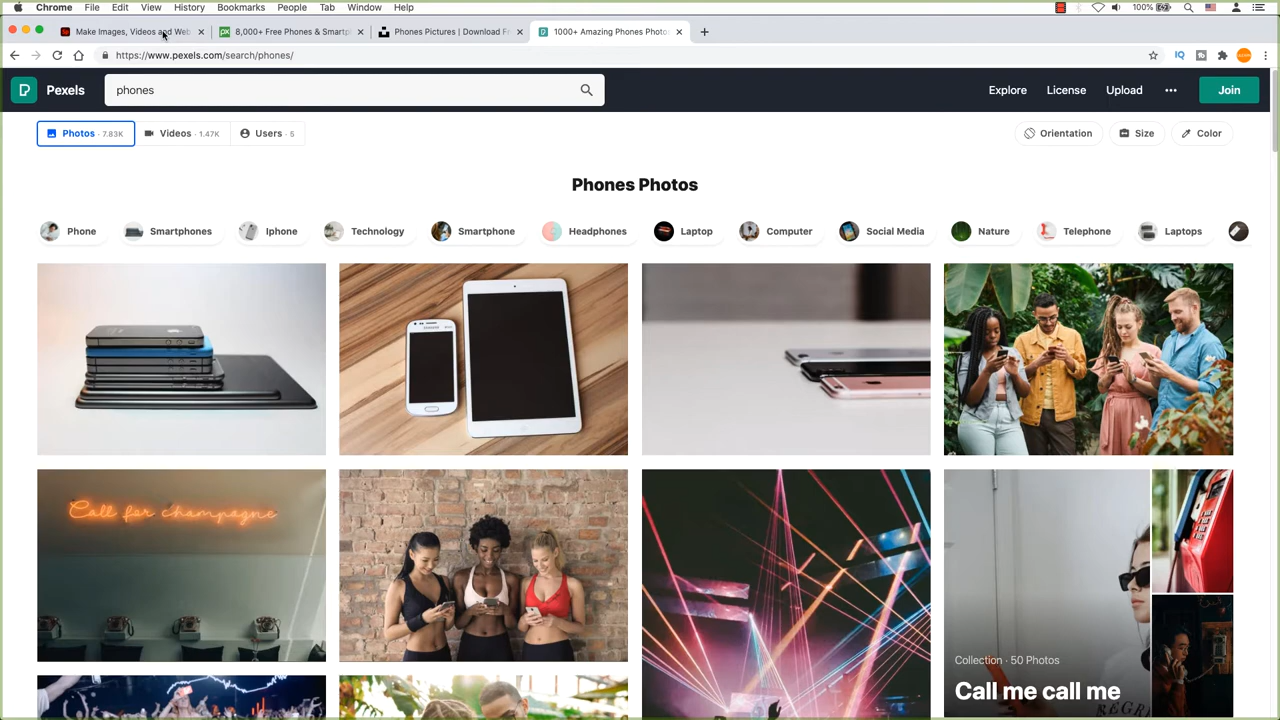 Chrome File Edit View History Bookmarks People Tab Window Help 100%
Make Images, Videos and Web 8,000+ Free Phones & Smartp Phones Pictures | Download F 1000+ Amazing Phones Photo
https://www.pexels.com/search/phones/
Pexels phones Explore License Upload ••• Join
Photos · 7.83K Videos · 1.47K Users · 5 Orientation Size Color
Phones Photos
Phone Smartphones Iphone Technology Smartphone Headphones Laptop Computer Social Media Nature Telephone Laptops
SAMSUNG
Call for champagne
Collection · 50 Photos
Call me call me